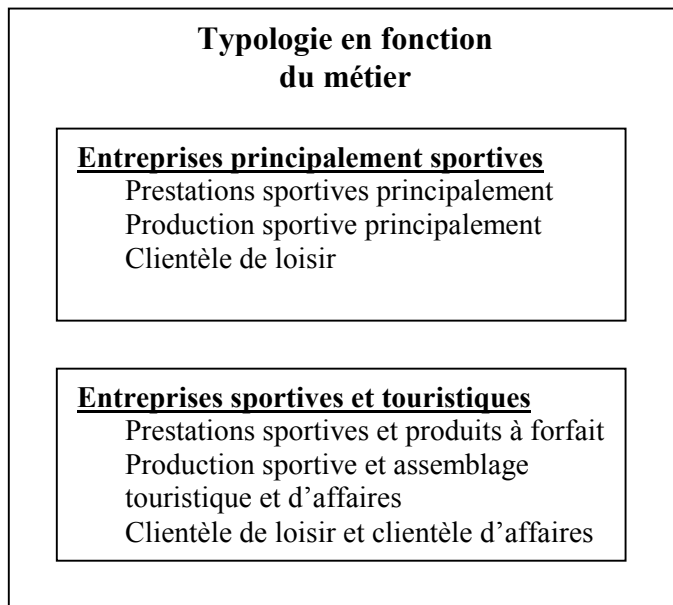 Typologie en fonction
du métier
Entreprises principalement sportives
Prestations sportives principalement
Production sportive principalement
Clientèle de loisir
Entreprises sportives et touristiques
Prestations sportives et produits à forfait
Production sportive et assemblage
touristique et d'affaires
Clientèle de loisir et clientèle d'affaires